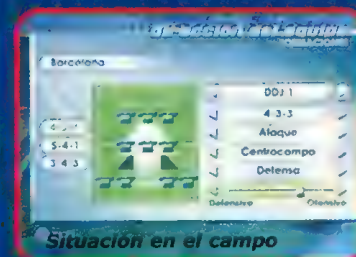 Barcelona
DDJ 1
4-3-3
Ataque
5-4-1
Centrocampo
3-4-3
Defensa
Defensivo Ofensivo
Situación en el campo